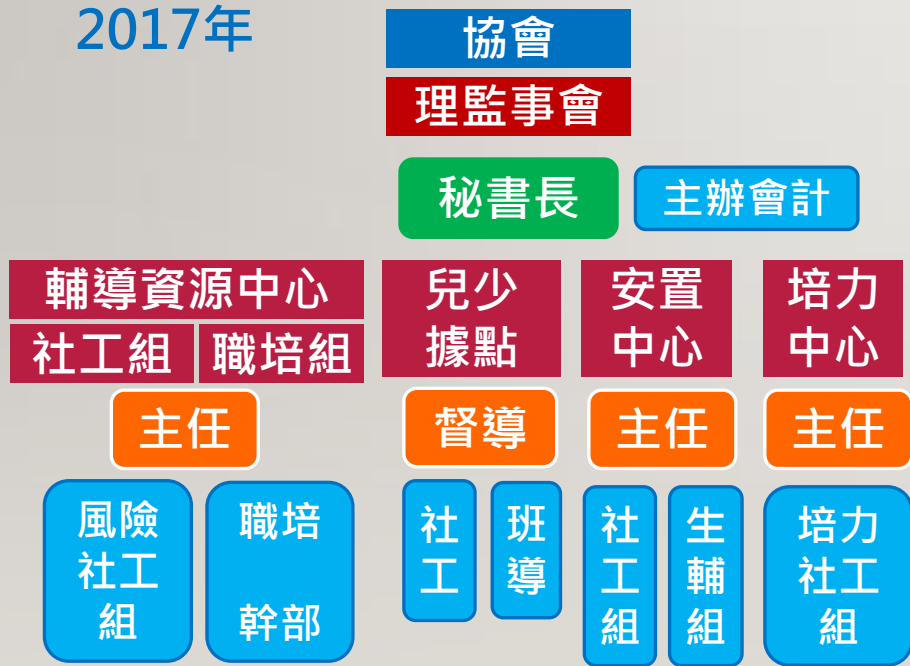 2017年
協會
理監事會
秘書長
主辦會計
輔導資源中心
社工組
職培組
兒少
據點
安置
中心
培力
中心
主任
督導
主任
主任
風險
社工
組
職培
幹部
社
工
班
導
社
工
組
生
輔
組
培力
社工
組